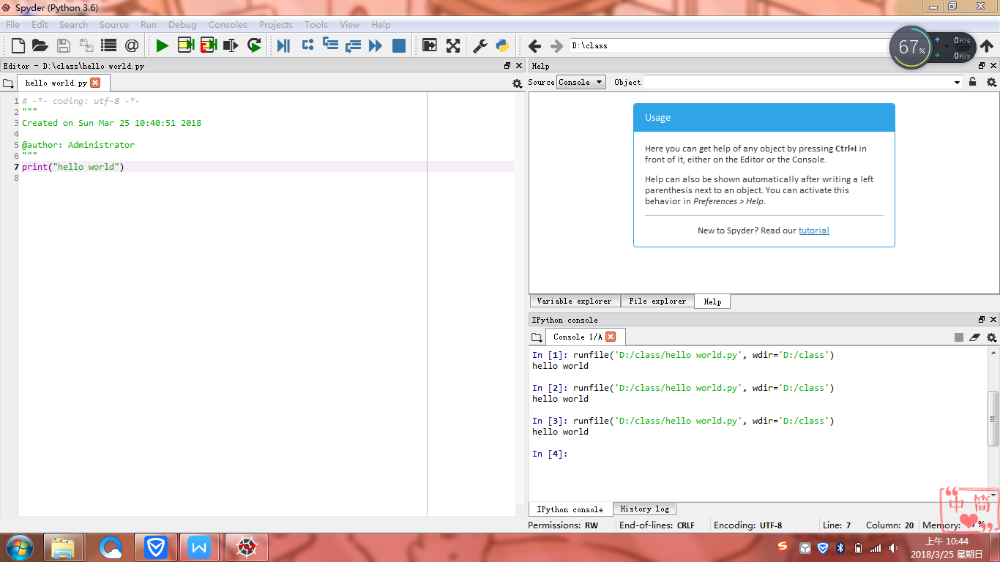 Spyder (Python 3.6)
File Edit Search Source Run Debug Consoles Projects Tools View Help
D:\class
67%
0K/s
0K/s
Editor - D:\class\hello world.py
hello world.py
1 # -*- coding: utf-8 -*-
2 """
3 Created on Sun Mar 25 10:40:51 2018
4
5 @author: Administrator
6 """
7 print("hello world")
8
Help
Source Console Object
Usage
Here you can get help of any object by pressing Ctrl+I in
front of it, either on the Editor or the Console.
Help can also be shown automatically after writing a left
parenthesis next to an object. You can activate this
behavior in Preferences > Help.
New to Spyder? Read our tutorial
Variable explorer File explorer Help
IPython console
Console 1/A
In [1]: runfile('D:/class/hello world.py', wdir='D:/class')
hello world
In [2]: runfile('D:/class/hello world.py', wdir='D:/class')
hello world
In [3]: runfile('D:/class/hello world.py', wdir='D:/class')
hello world
In [4]:
IPython console History log
中 简
Permissions: RW End-of-lines: CRLF Encoding: UTF-8 Line: 7 Column: 20 Memory: %
上午 10:44
2018/3/25 星期日